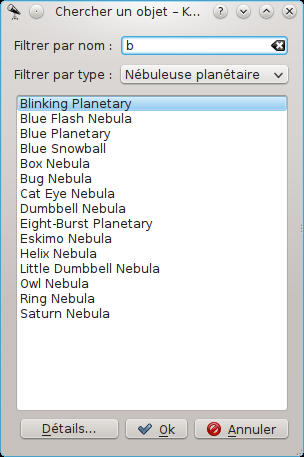 Chercher un objet – K...
Filtrer par nom : b
Filtrer par type : Nébuleuse planétaire
Blinking Planetary
Blue Flash Nebula
Blue Planetary
Blue Snowball
Box Nebula
Bug Nebula
Cat Eye Nebula
Dumbbell Nebula
Eight-Burst Planetary
Eskimo Nebula
Helix Nebula
Little Dumbbell Nebula
Owl Nebula
Ring Nebula
Saturn Nebula
Détails... Ok Annuler